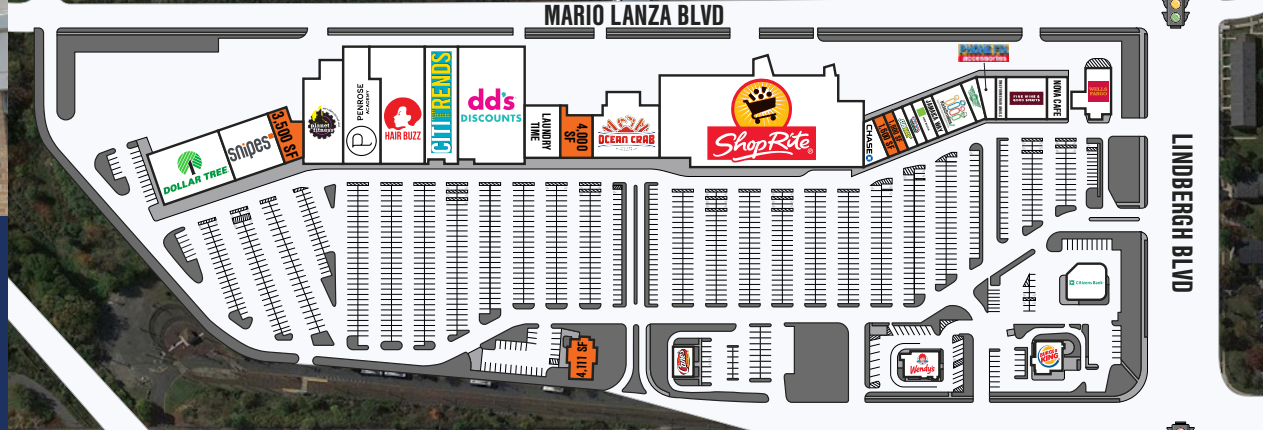 MARIO LANZA BLVD
LINDBERGH BLVD
DOLLAR TREE
snipes
3,500 SF
planet fitness
PENROSE
ACADEMY
HAIR BUZZ
CITI TRENDS
dd's
DISCOUNTS
LAUNDRY
TIME
4,000
SF
OCEAN CRAB
ShopRite
CHASE
PHONE FIX
accessories
FINE WINE &
GOOD SPIRITS
NOVA CAFE
WELLS
FARGO
Citizens Bank
4,111 SF
Wendy's
BURGER
KING